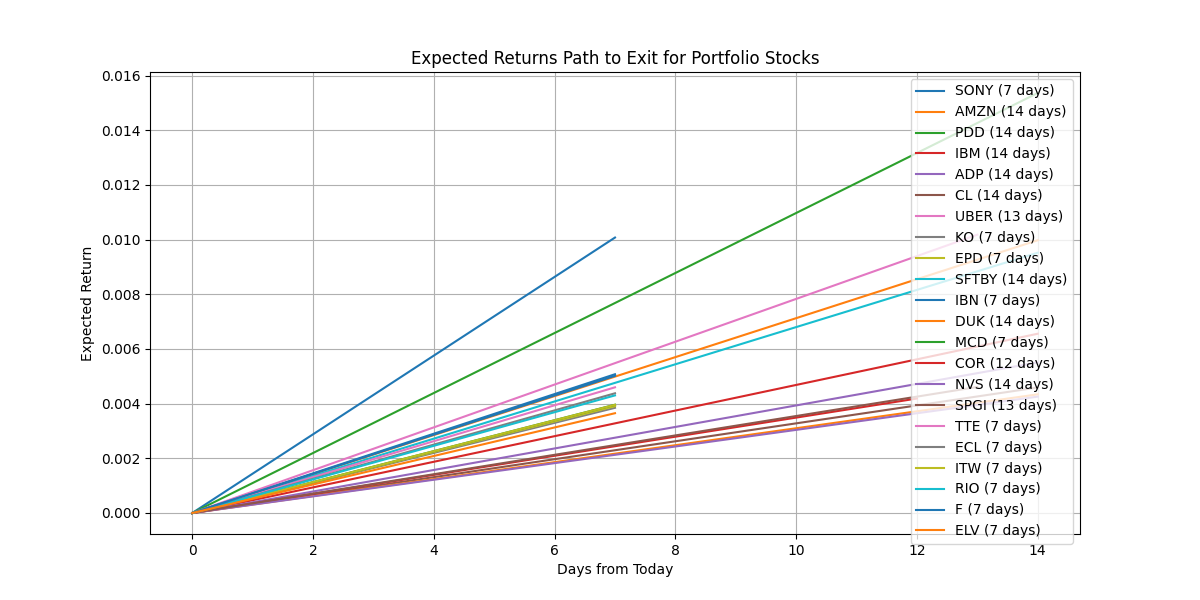 Expected Returns Path to Exit for Portfolio Stocks
Expected Return
0.016
0.014
0.012
0.010
0.008
0.006
0.004
0.002
0.000
SONY (7 days)
AMZN (14 days)
PDD (14 days)
IBM (14 days)
ADP (14 days)
CL (14 days)
UBER (13 days)
KO (7 days)
EPD (7 days)
SFTBY (14 days)
IBN (7 days)
DUK (14 days)
MCD (7 days)
COR (12 days)
NVS (14 days)
SPGI (13 days)
TTE (7 days)
ECL (7 days)
ITW (7 days)
RIO (7 days)
F (7 days)
ELV (7 days)
0 2 4 6 8 10 12 14
Days from Today